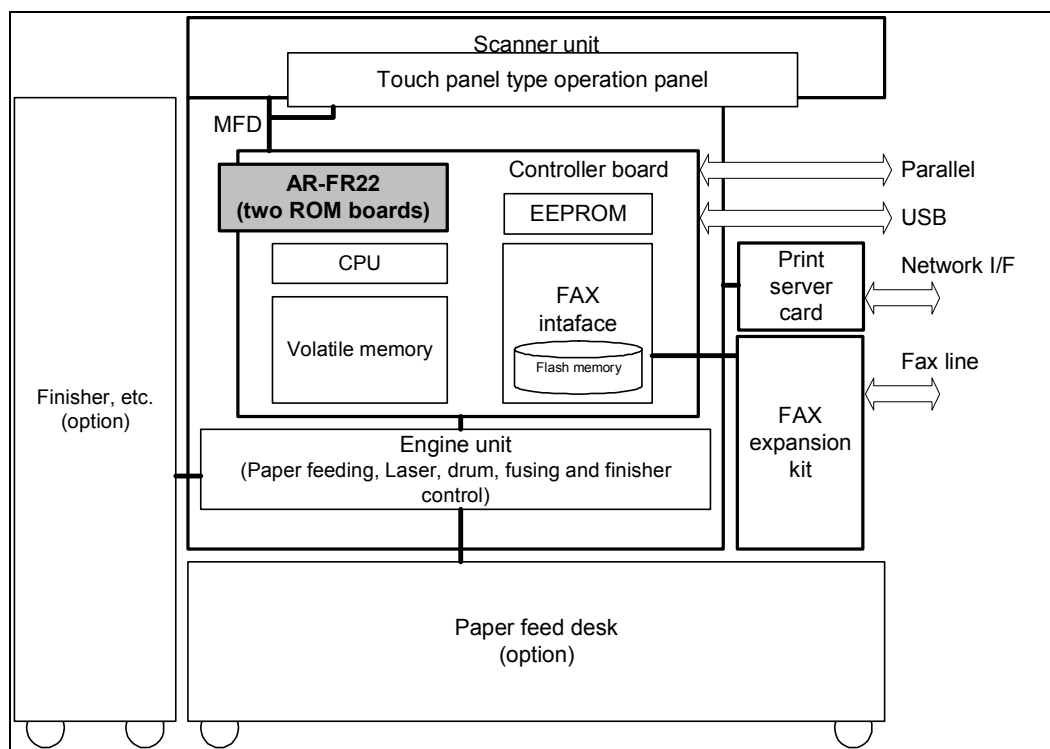 Scanner unit
Touch panel type operation panel
MFD
AR-FR22
(two ROM boards)
Controller board
EEPROM
CPU
Volatile memory
FAX
intaface
Flash memory
Parallel
USB
Print
server
card
Network I/F
Fax line
FAX
expansion
kit
Finisher, etc.
(option)
Engine unit
(Paper feeding, Laser, drum, fusing and finisher
control)
Paper feed desk
(option)